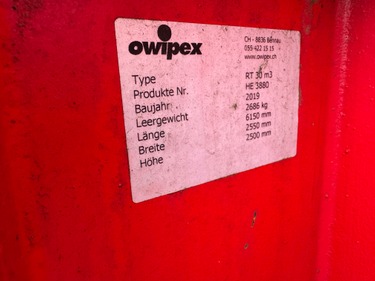 owipex
CH - 8836 Bennau
055 422 15 15
www.owipex.ch
Type RT 30 m3
Produkte Nr. HE 3880
Baujahr 2019
Leergewicht 2686 kg
Länge 6150 mm
Breite 2550 mm
Höhe 2500 mm